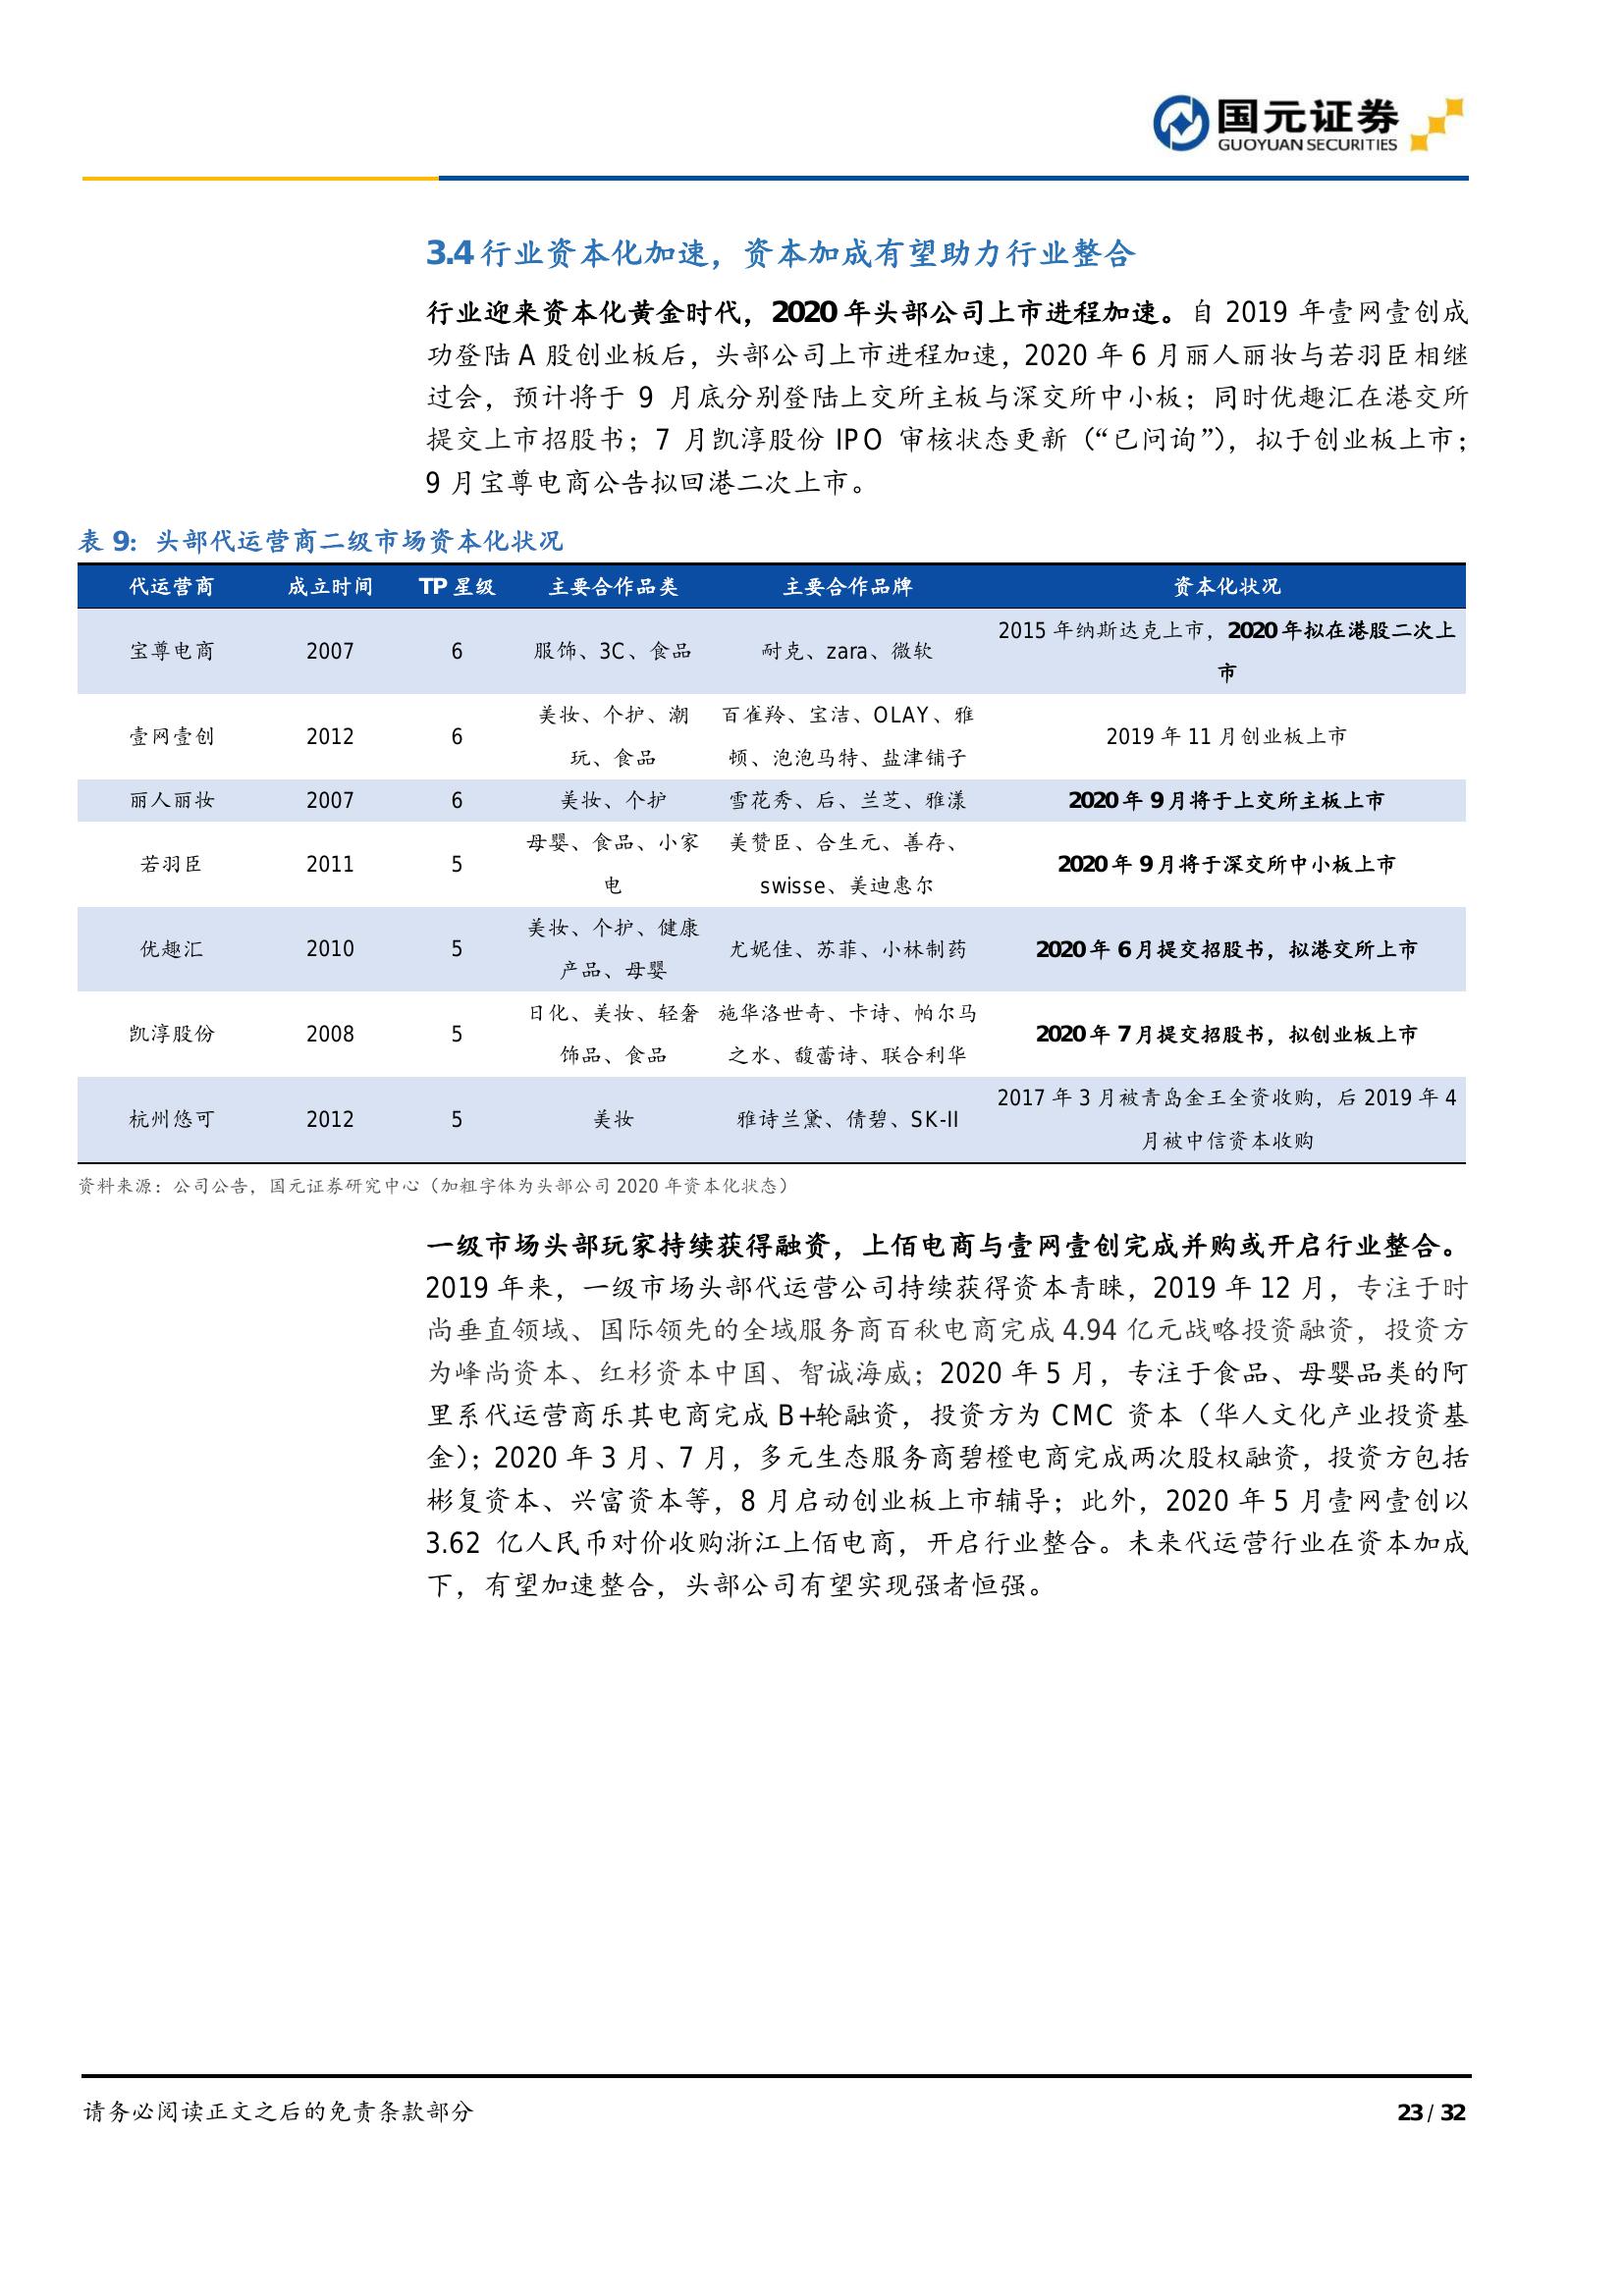 国元证券
GUOYUAN SECURITIES
3.4 行业资本化加速，资本加成有望助力行业整合
行业迎来资本化黄金时代，2020 年头部公司上市进程加速。自 2019 年壹网壹创成
功登陆 A 股创业板后，头部公司上市进程加速，2020 年 6 月丽人丽妆与若羽臣相继
过会，预计将于 9 月底分别登陆上交所主板与深交所中小板；同时优趣汇在港交所
提交上市招股书；7 月凯淳股份 IPO 审核状态更新（“已问询”），拟于创业板上市；
9 月宝尊电商公告拟回港二次上市。
表 9：头部代运营商二级市场资本化状况
代运营商 成立时间 TP 星级 主要合作品类 主要合作品牌 资本化状况
宝尊电商 2007 6 服饰、3C、食品 耐克、zara、微软 2015 年纳斯达克上市，2020 年拟在港股二次上
市
壹网壹创 2012 6 美妆、个护、潮 百雀羚、宝洁、OLAY、雅 2019 年 11 月创业板上市
玩、食品 顿、泡泡马特、盐津铺子
丽人丽妆 2007 6 美妆、个护 雪花秀、后、兰芝、雅漾 2020 年 9 月将于上交所主板上市
若羽臣 2011 5 母婴、食品、小家 美赞臣、合生元、善存、 2020 年 9 月将于深交所中小板上市
电 swisse、美迪惠尔
优趣汇 2010 5 美妆、个护、健康 尤妮佳、苏菲、小林制药 2020 年 6 月提交招股书，拟港交所上市
产品、母婴
凯淳股份 2008 5 日化、美妆、轻奢 施华洛世奇、卡诗、帕尔马 2020 年 7 月提交招股书，拟创业板上市
饰品、食品 之水、馥蕾诗、联合利华
杭州悠可 2012 5 美妆 雅诗兰黛、倩碧、SK-II 2017 年 3 月被青岛金王全资收购，后 2019 年 4
月被中信资本收购
资料来源：公司公告，国元证券研究中心（加粗字体为头部公司 2020 年资本化状态）
一级市场头部玩家持续获得融资，上佰电商与壹网壹创完成并购或开启行业整合。
2019 年来，一级市场头部代运营公司持续获得资本青睐，2019 年 12 月，专注于时
尚垂直领域、国际领先的全域服务商百秋电商完成 4.94 亿元战略投资融资，投资方
为峰尚资本、红杉资本中国、智诚海威；2020 年 5 月，专注于食品、母婴品类的阿
里系代运营商乐其电商完成 B+轮融资，投资方为 CMC 资本（华人文化产业投资基
金）；2020 年 3 月、7 月，多元生态服务商碧橙电商完成两次股权融资，投资方包括
彬复资本、兴富资本等，8 月启动创业板上市辅导；此外，2020 年 5 月壹网壹创以
3.62 亿人民币对价收购浙江上佰电商，开启行业整合。未来代运营行业在资本加成
下，有望加速整合，头部公司有望实现强者恒强。
请务必阅读正文之后的免责条款部分 23 / 32